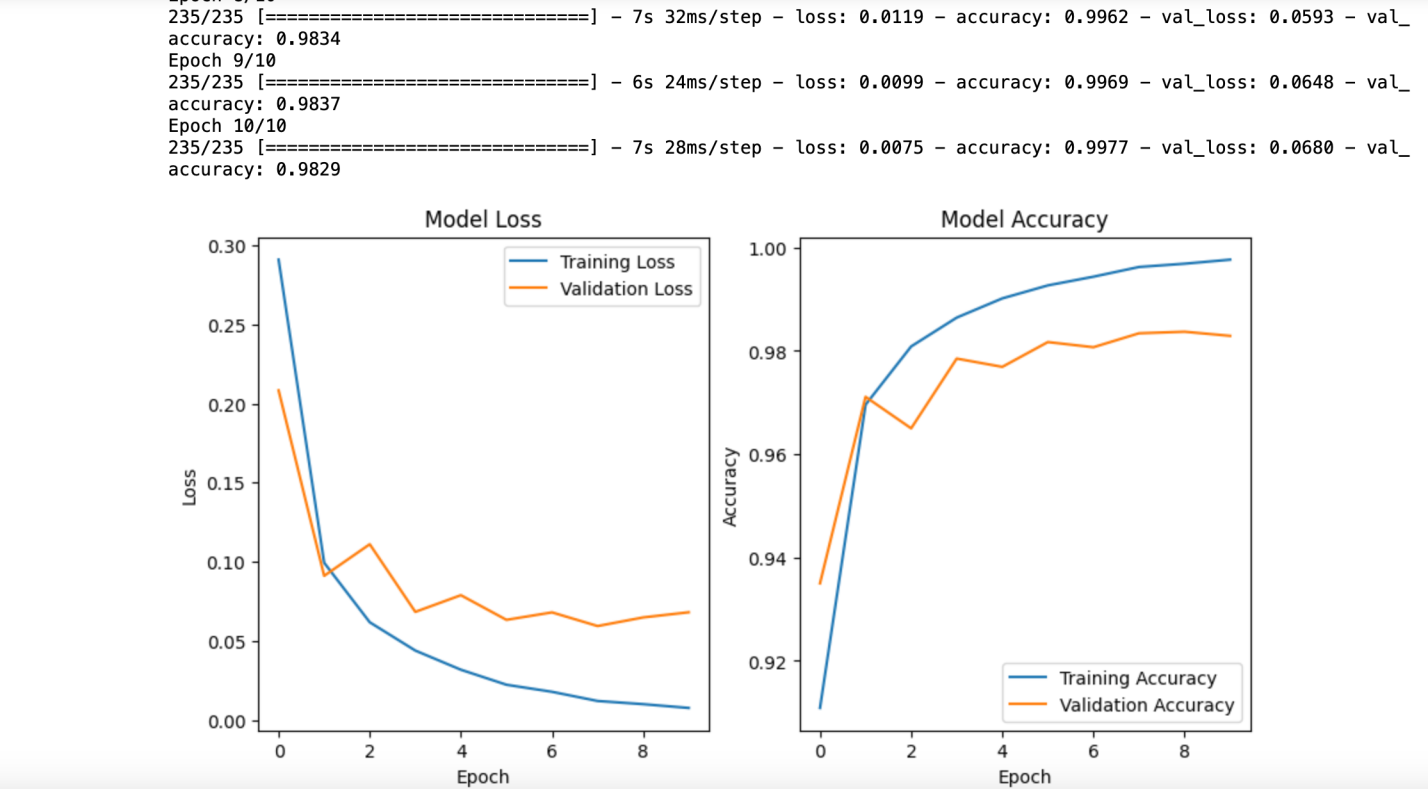 235/235 [==============================] - 7s 32ms/step - loss: 0.0119 - accuracy: 0.9962 - val_loss: 0.0593 - val_
accuracy: 0.9834
Epoch 9/10
235/235 [==============================] - 6s 24ms/step - loss: 0.0099 - accuracy: 0.9969 - val_loss: 0.0648 - val_
accuracy: 0.9837
Epoch 10/10
235/235 [==============================] - 7s 28ms/step - loss: 0.0075 - accuracy: 0.9977 - val_loss: 0.0680 - val_
accuracy: 0.9829
Model Loss
0.30
0.25
0.20
0.15
0.10
0.05
0.00
Loss
Training Loss
Validation Loss
0 2 4 6 8
Epoch
Model Accuracy
1.00
0.98
0.96
0.94
0.92
Accuracy
Training Accuracy
Validation Accuracy
0 2 4 6 8
Epoch